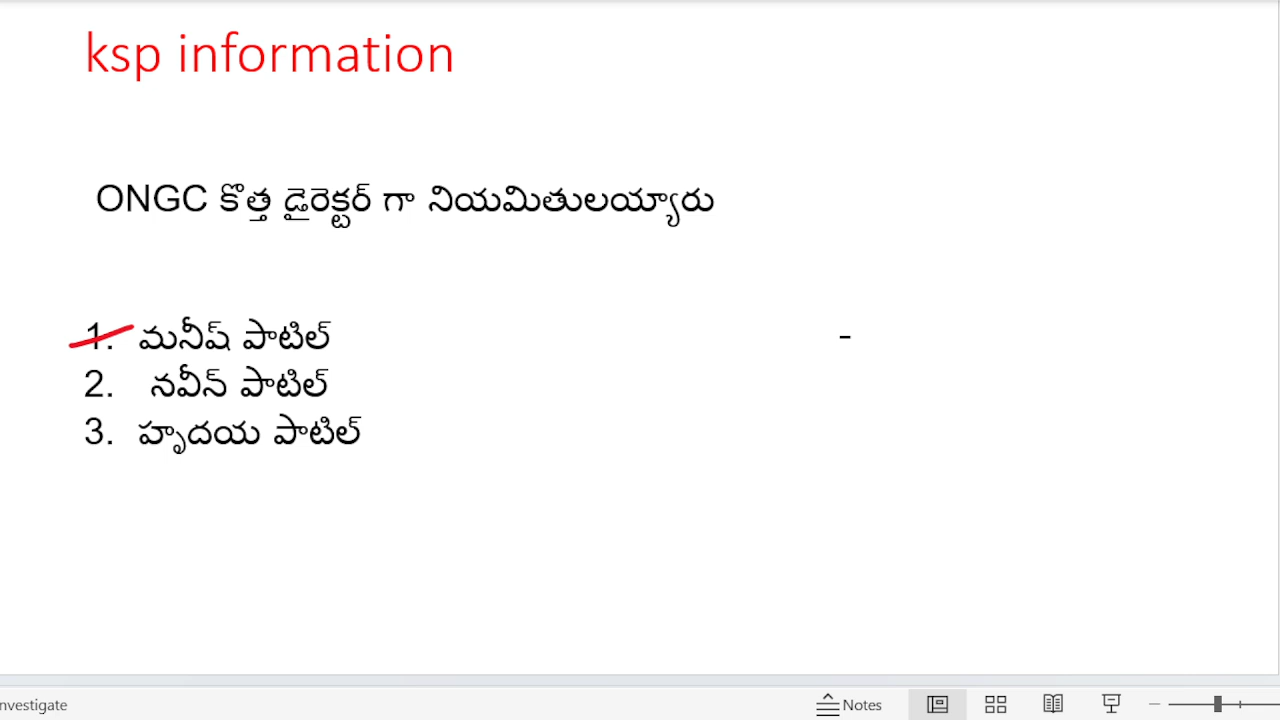 ksp information
ONGC కొత్త డైరెక్టర్ గా నియమితులయ్యారు
1. మనీష్ పాటిల్
-
2. నవీన్ పాటిల్
3. హృదయ పాటిల్
nvestigate
Notes